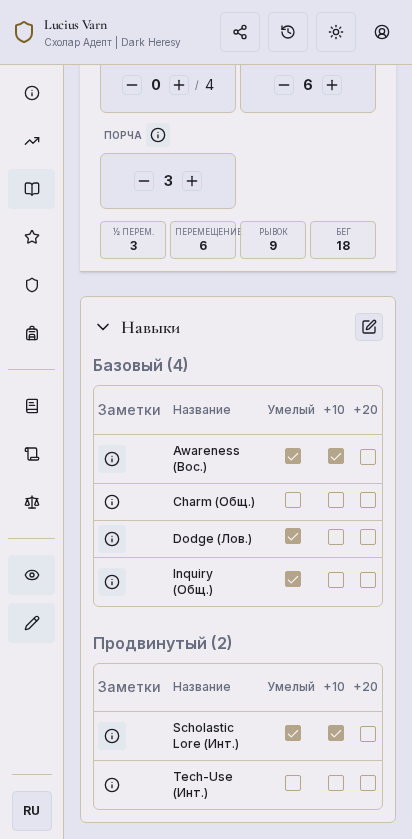 Lucius Varn
Схолар Адепт | Dark Heresy
0 / 4
6
ПОРЧА
3
½ ПЕРЕМ.
3
ПЕРЕМЕЩЕНИЕ
6
РЫВОК
9
БЕГ
18
Навыки
Базовый (4)
Заметки Название Умелый +10 +20
Awareness
(Вос.)
Charm (Общ.)
Dodge (Лов.)
Inquiry
(Общ.)
Продвинутый (2)
Заметки Название Умелый +10 +20
Scholastic
Lore (Инт.)
Tech-Use
(Инт.)
RU